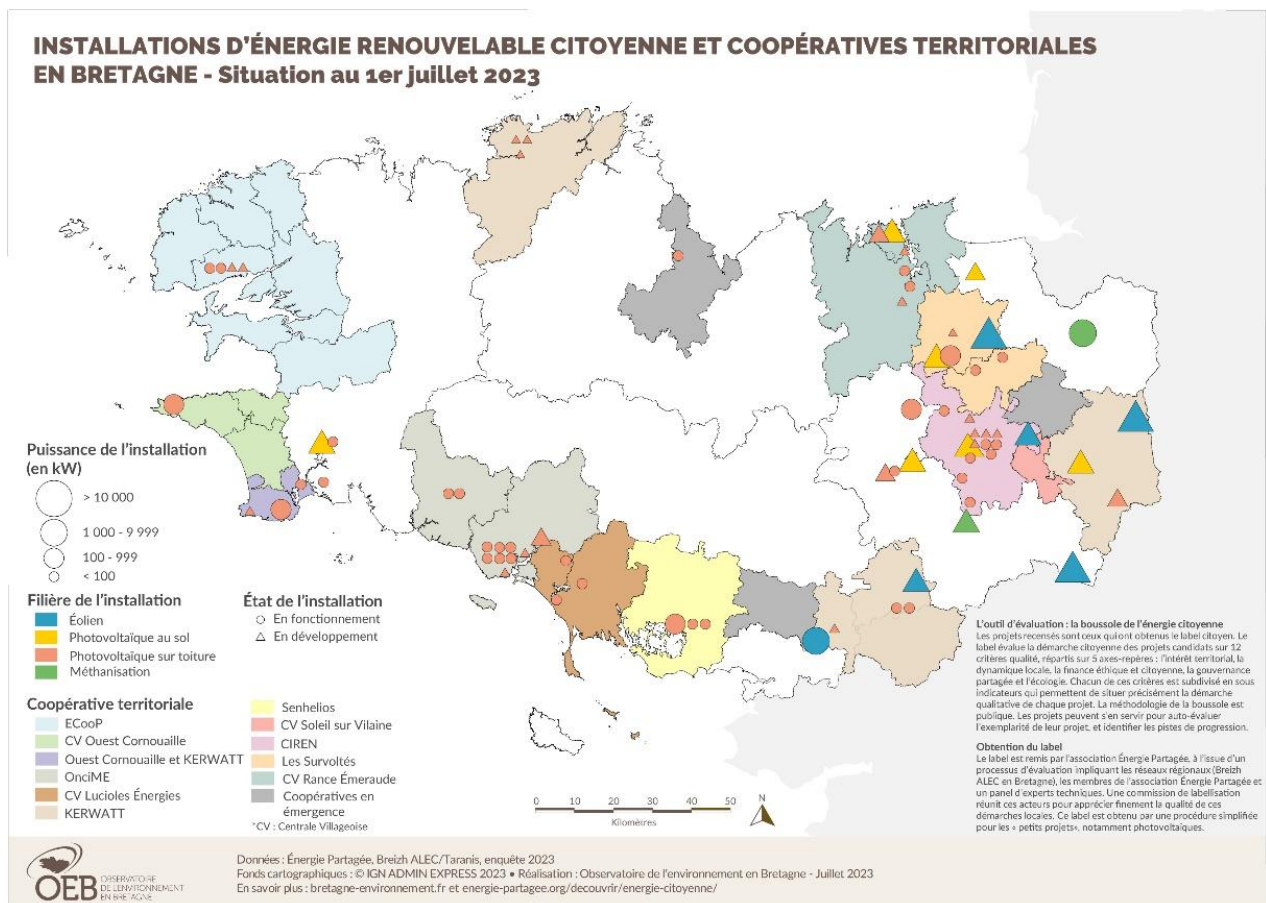 INSTALLATIONS D'ÉNERGIE RENOUVELABLE CITOYENNE ET COOPÉRATIVES TERRITORIALES
EN BRETAGNE - Situation au 1er juillet 2023
Puissance de l'installation
(en kW)
> 10 000
1 000 - 9 999
100 - 999
< 100
Filière de l'installation
Éolien
Photovoltaïque au sol
Photovoltaïque sur toiture
Méthanisation
État de l'installation
En fonctionnement
En développement
Coopérative territoriale
ECooP
CV Ouest Cornouaille
Ouest Cornouaille et KERWATT
OnciME
CV Lucioles Énergies
KERWATT
Senhelios
CV Soleil sur Vilaine
CIREN
Les Survoltés
CV Rance Émeraude
Coopératives en
émergence
*CV : Centrale Villageoise
0 10 20 30 40 50
Kilomètres
N
L'outil d'évaluation : la boussole de l'énergie citoyenne
Les projets recensés sont ceux qui ont obtenus le label citoyen. Le
label évalue la démarche citoyenne des projets candidats sur 12
critères qualité, répartis sur 5 axes-repères : l'intérêt territorial, la
dynamique locale, la finance éthique et citoyenne, la gouvernance
partagée et l'écologie. Chacun de ces critères est subdivisé en sous
indicateurs qui permettent de situer précisément la démarche
qualitative de chaque projet. La méthodologie de la boussole est
publique. Les projets peuvent s'en servir pour auto-évaluer
l'exemplarité de leur projet, et identifier les pistes de progression.
Obtention du label
Le label est remis par l'association Énergie Partagée, à l'issue d'un
processus d'évaluation impliquant les réseaux régionaux (Breizh
ALEC en Bretagne), les membres de l'association Énergie Partagée et
un panel d'experts techniques. Une commission de labellisation
réunit ces acteurs pour apprécier finement la qualité de ces
démarches locales. Ce label est obtenu par une procédure simplifiée
pour les « petits projets», notamment photovoltaïques.
OEB
OBSERVATOIRE
DE L'ENVIRONNEMENT
EN BRETAGNE
Données : Énergie Partagée, Breizh ALEC/Taranis, enquête 2023
Fonds cartographiques : © IGN ADMIN EXPRESS 2023 • Réalisation : Observatoire de l'environnement en Bretagne - Juillet 2023
En savoir plus : bretagne-environnement.fr et energie-partagee.org/decouvrir/energie-citoyenne/